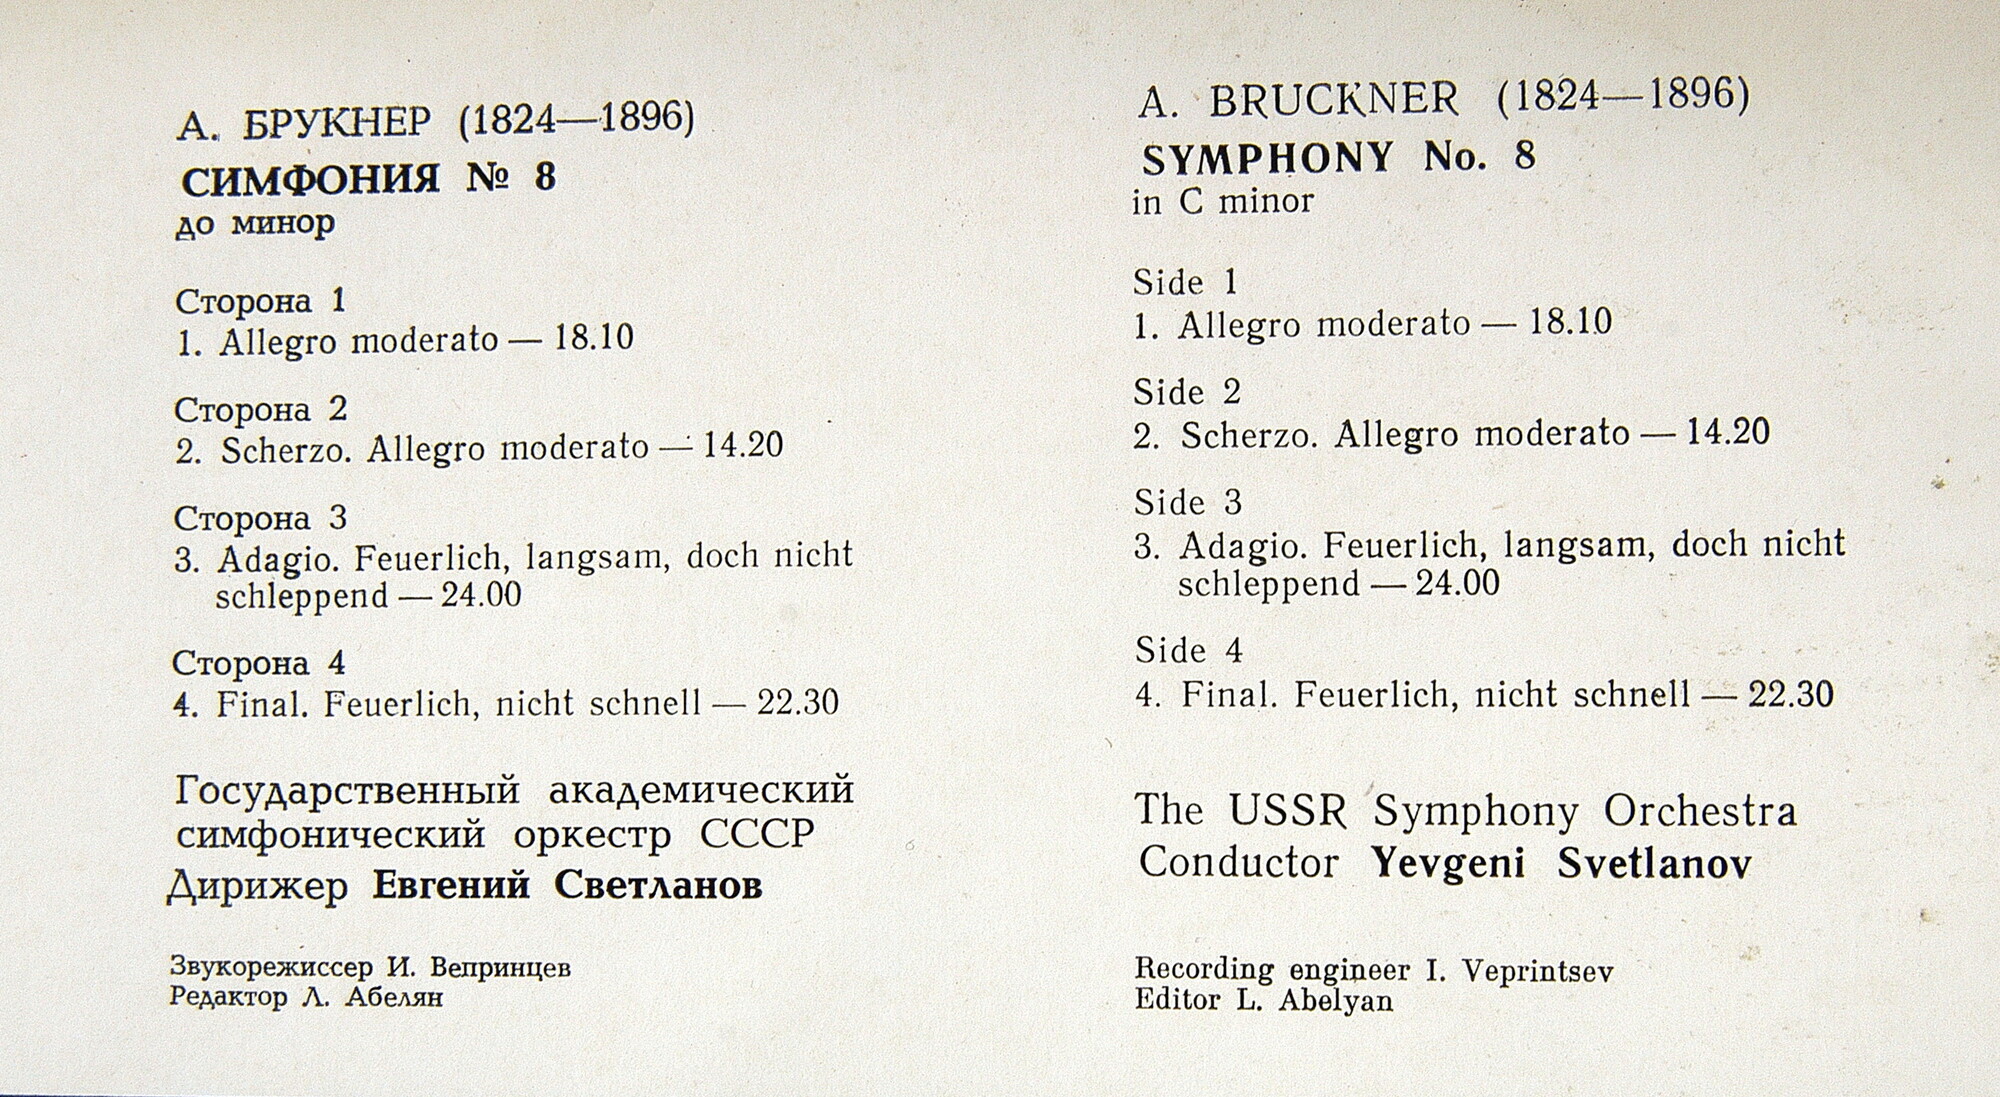 А. БРУКНЕР (1824—1896)
СИМФОНИЯ № 8
до минор
Сторона 1
1. Allegro moderato — 18.10
Сторона 2
2. Scherzo. Allegro moderato — 14.20
Сторона 3
3. Adagio. Feuerlich, langsam, doch nicht
schleppend — 24.00
Сторона 4
4. Final. Feuerlich, nicht schnell — 22.30
Государственный академический
симфонический оркестр СССР
Дирижер Евгений Светланов
Звукорежиссер И. Вепринцев
Редактор Л. Абелян
A. BRUCKNER (1824—1896)
SYMPHONY No. 8
in C minor
Side 1
1. Allegro moderato — 18.10
Side 2
2. Scherzo. Allegro moderato — 14.20
Side 3
3. Adagio. Feuerlich, langsam, doch nicht
schleppend — 24.00
Side 4
4. Final. Feuerlich, nicht schnell — 22.30
The USSR Symphony Orchestra
Conductor Yevgeni Svetlanov
Recording engineer I. Veprintsev
Editor L. Abelyan